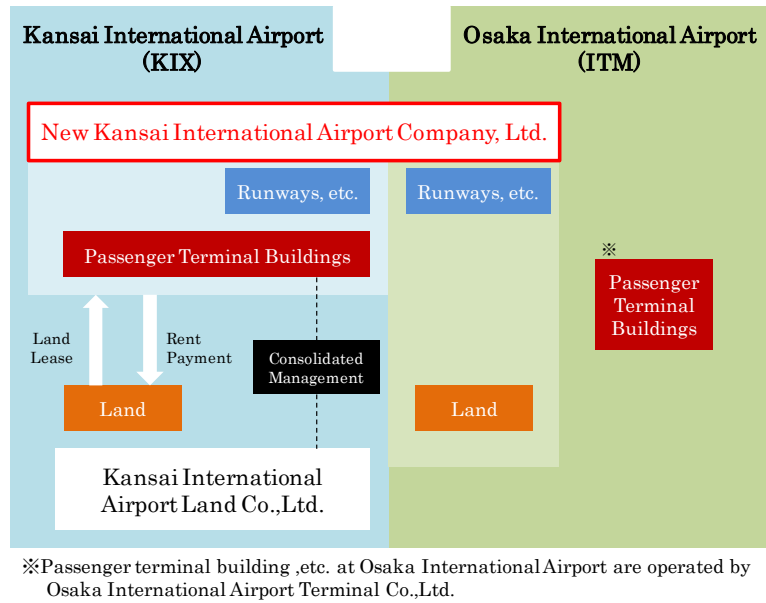 Kansai International Airport
(KIX)
Osaka International Airport
(ITM)
New Kansai International Airport Company, Ltd.
Runways, etc.
Runways, etc.
Passenger Terminal Buildings
※
Passenger
Terminal
Buildings
Land
Lease
Rent
Payment
Consolidated
Management
Land
Land
Kansai International
Airport Land Co.,Ltd.
※Passenger terminal building ,etc. at Osaka International Airport are operated by
Osaka International Airport Terminal Co.,Ltd.